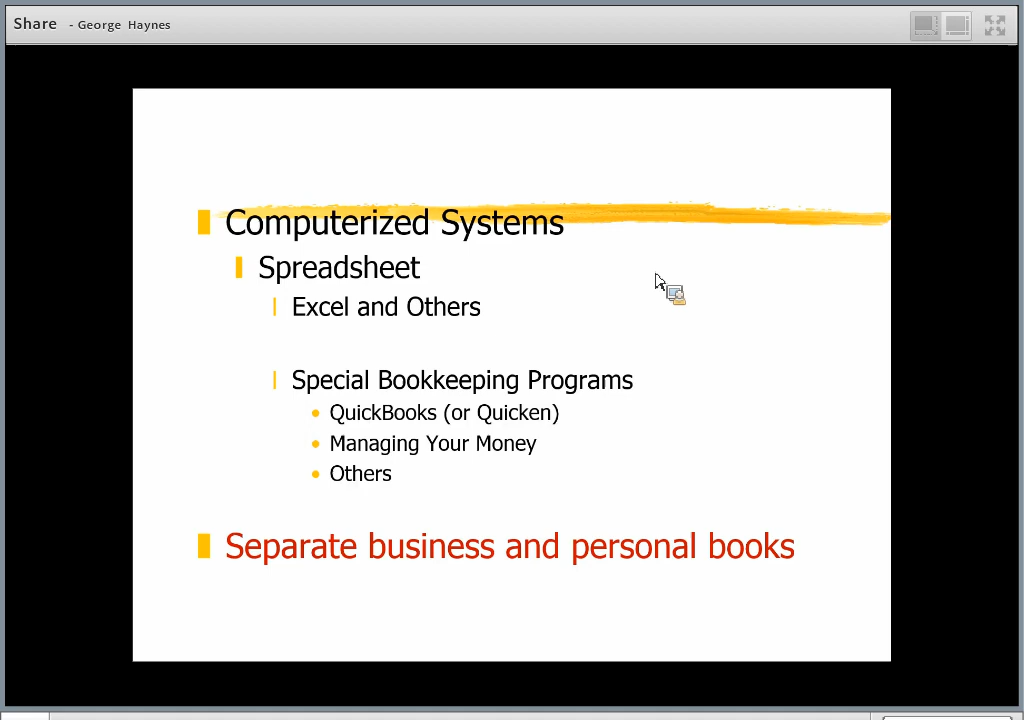 Share - George Haynes
Computerized Systems
Spreadsheet
Excel and Others
Special Bookkeeping Programs
QuickBooks (or Quicken)
Managing Your Money
Others
Separate business and personal books